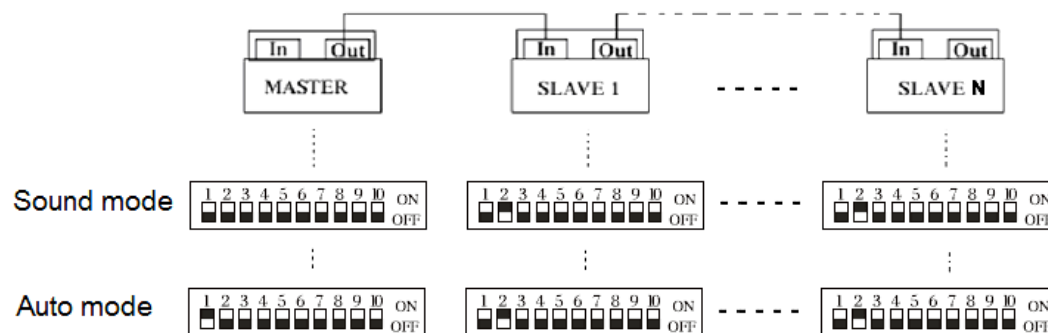 In Out In Out In Out
MASTER SLAVE 1 SLAVE N
Sound mode 1 2 3 4 5 6 7 8 9 10 ON 1 2 3 4 5 6 7 8 9 10 ON 1 2 3 4 5 6 7 8 9 10 ON
OFF OFF OFF
Auto mode 1 2 3 4 5 6 7 8 9 10 ON 1 2 3 4 5 6 7 8 9 10 ON 1 2 3 4 5 6 7 8 9 10 ON
OFF OFF OFF